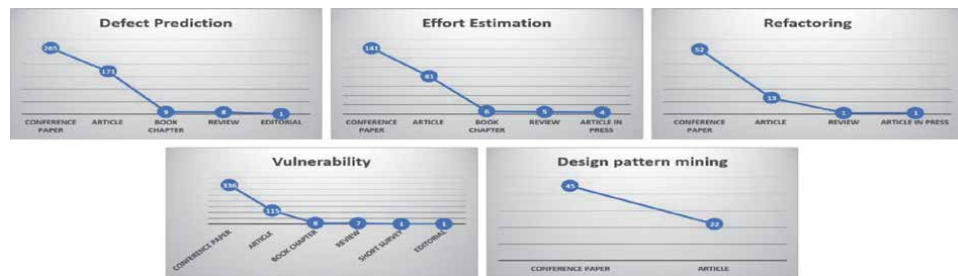 Defect Prediction
265
171
9
8
1
CONFERENCE PAPER
ARTICLE
BOOK CHAPTER
REVIEW
EDITORIAL
Effort Estimation
141
81
6
5
4
CONFERENCE PAPER
ARTICLE
BOOK CHAPTER
REVIEW
ARTICLE IN PRESS
Refactoring
52
13
1
1
CONFERENCE PAPER
ARTICLE
REVIEW
ARTICLE IN PRESS
Vulnerability
336
115
8
7
1
1
CONFERENCE PAPER
ARTICLE
BOOK CHAPTER
REVIEW
SHORT SURVEY
EDITORIAL
Design pattern mining
45
22
CONFERENCE PAPER
ARTICLE